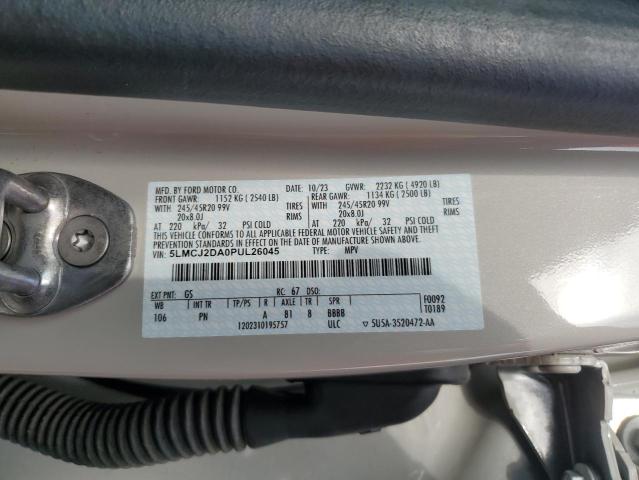 MFD. BY FORD MOTOR CO. 10/23 GVWR: 2232 KG ( 4920 LB)
FRONT GAWR: 1152 KG ( 2540 LB) REAR GAWR: 1134 KG ( 2500 LB)
WITH 245/45R20 99V TIRES WITH 245/45R20 99V TIRES
20x8.0J RIMS 20x8.0J RIMS
AT 220 kPa/ 32 PSI COLD AT 220 kPa/ 32 PSI COLD
THIS VEHICLE CONFORMS TO ALL APPLICABLE FEDERAL MOTOR VEHICLE SAFETY AND THEFT
PREVENTION STANDARDS IN EFFECT ON THE DATE OF MANUFACTURE SHOWN ABOVE.
VIN: 5LMCJ2DA0PUL26045 TYPE: MPV
EXT PNT: GS RC: 67 DSO: F0092
WB INT TR TP/PS R AXLE TR SPR T0189
106 PN A B1 8 BBBB
1202310195757 ULC ▽ 5U5A-3520472-AA